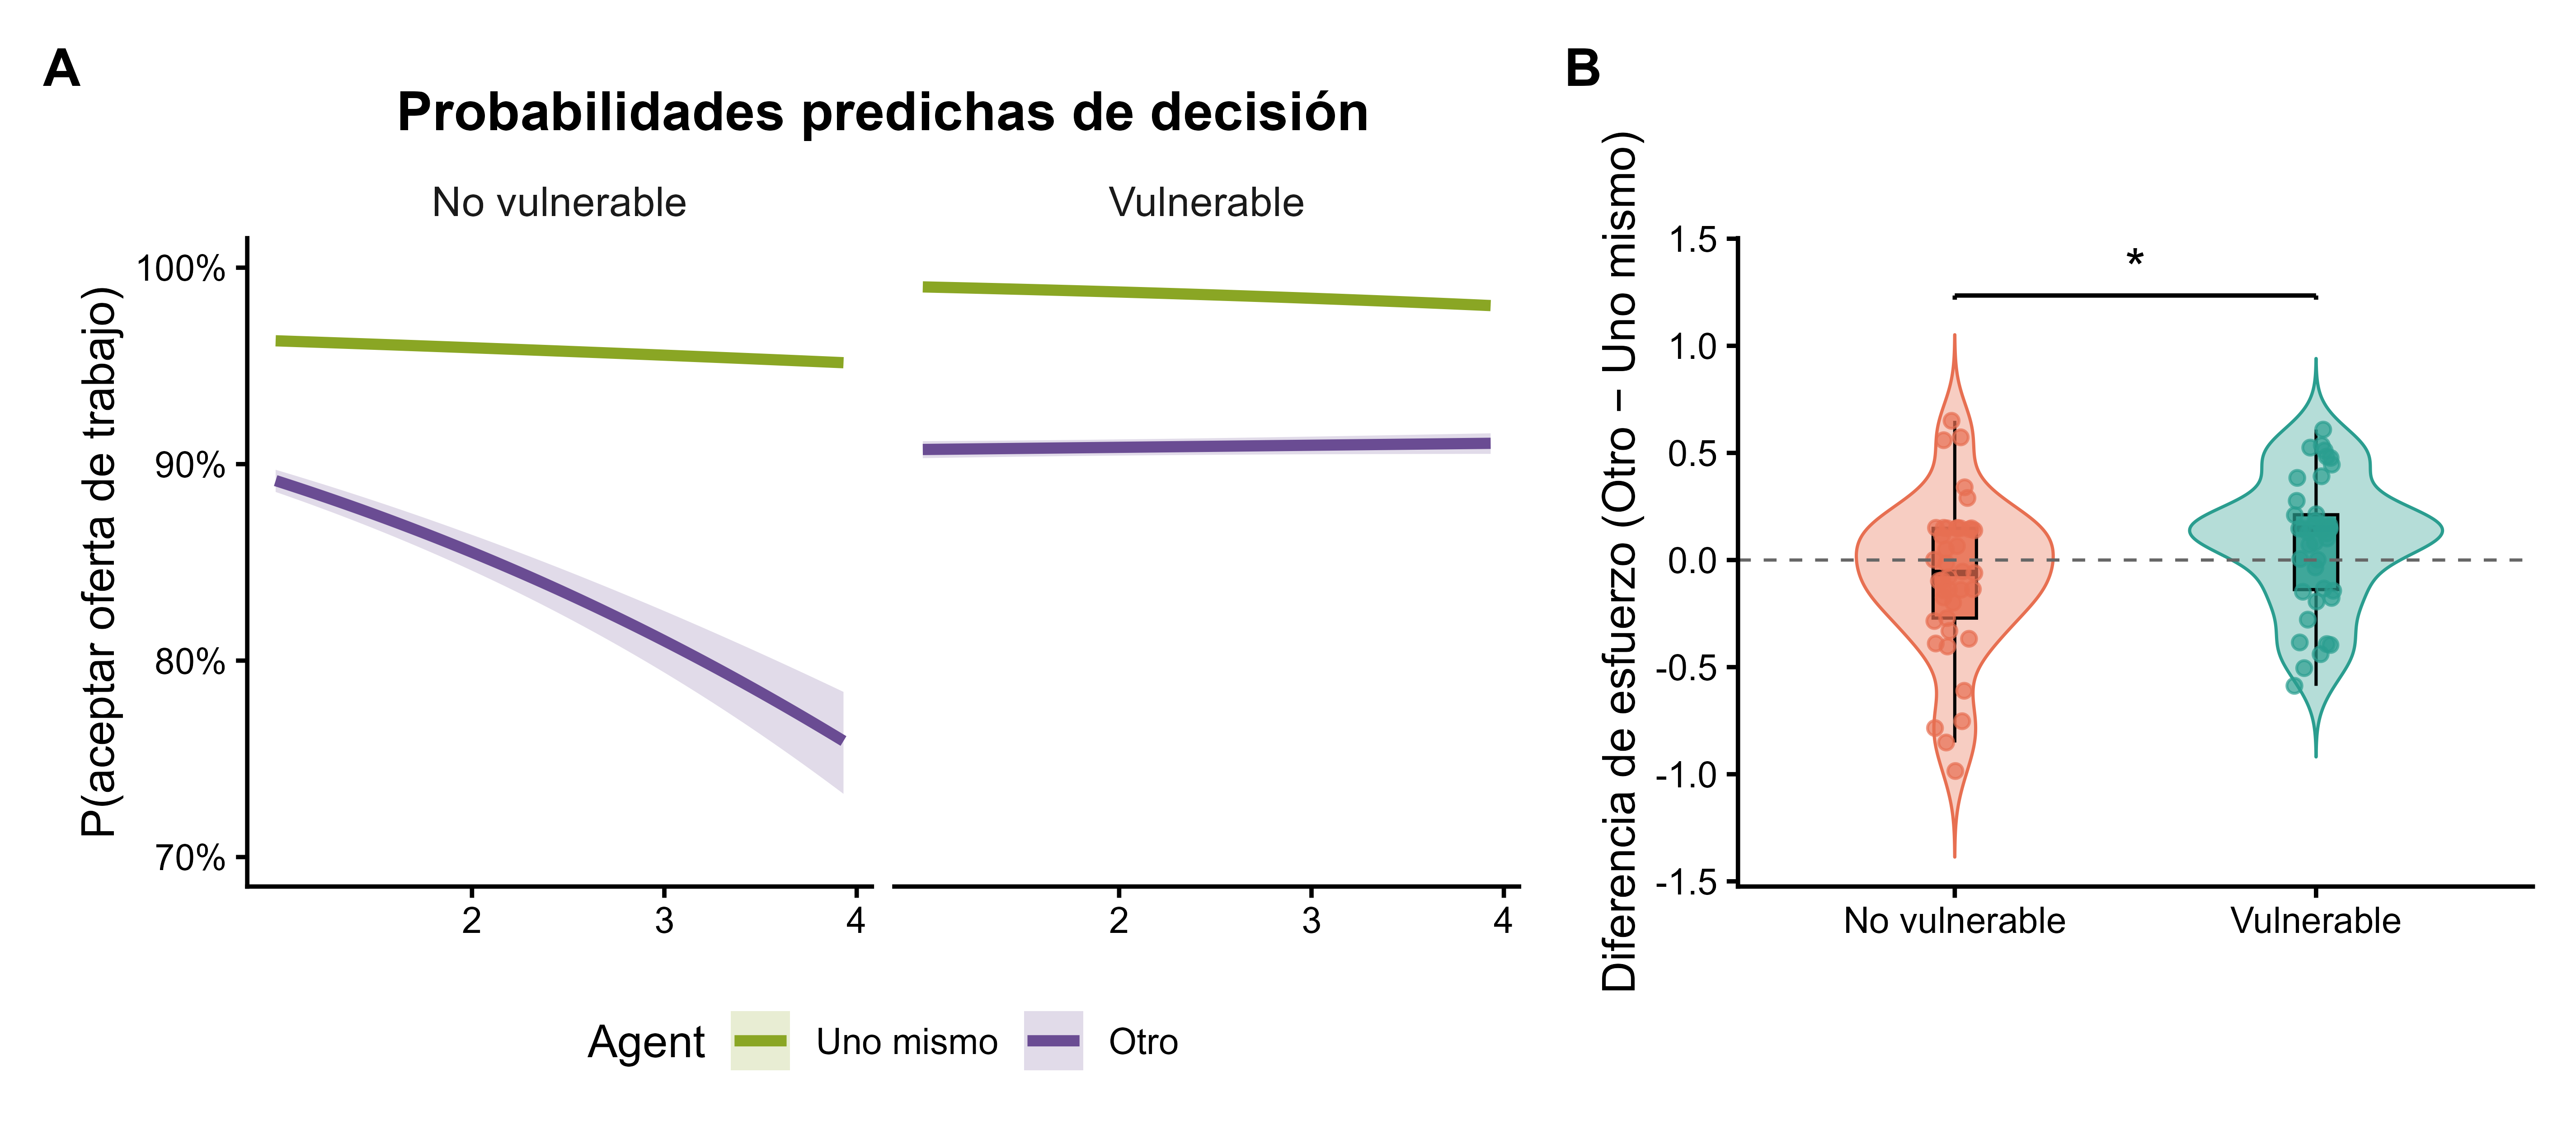 A
Probabilidades predichas de decisión
No vulnerable
Vulnerable
P(aceptar oferta de trabajo)
100%
90%
80%
70%
2 3 4
2 3 4
Agent Uno mismo Otro
B
Diferencia de esfuerzo (Otro − Uno mismo)
1.5
1.0
0.5
0.0
-0.5
-1.0
-1.5
*
No vulnerable
Vulnerable